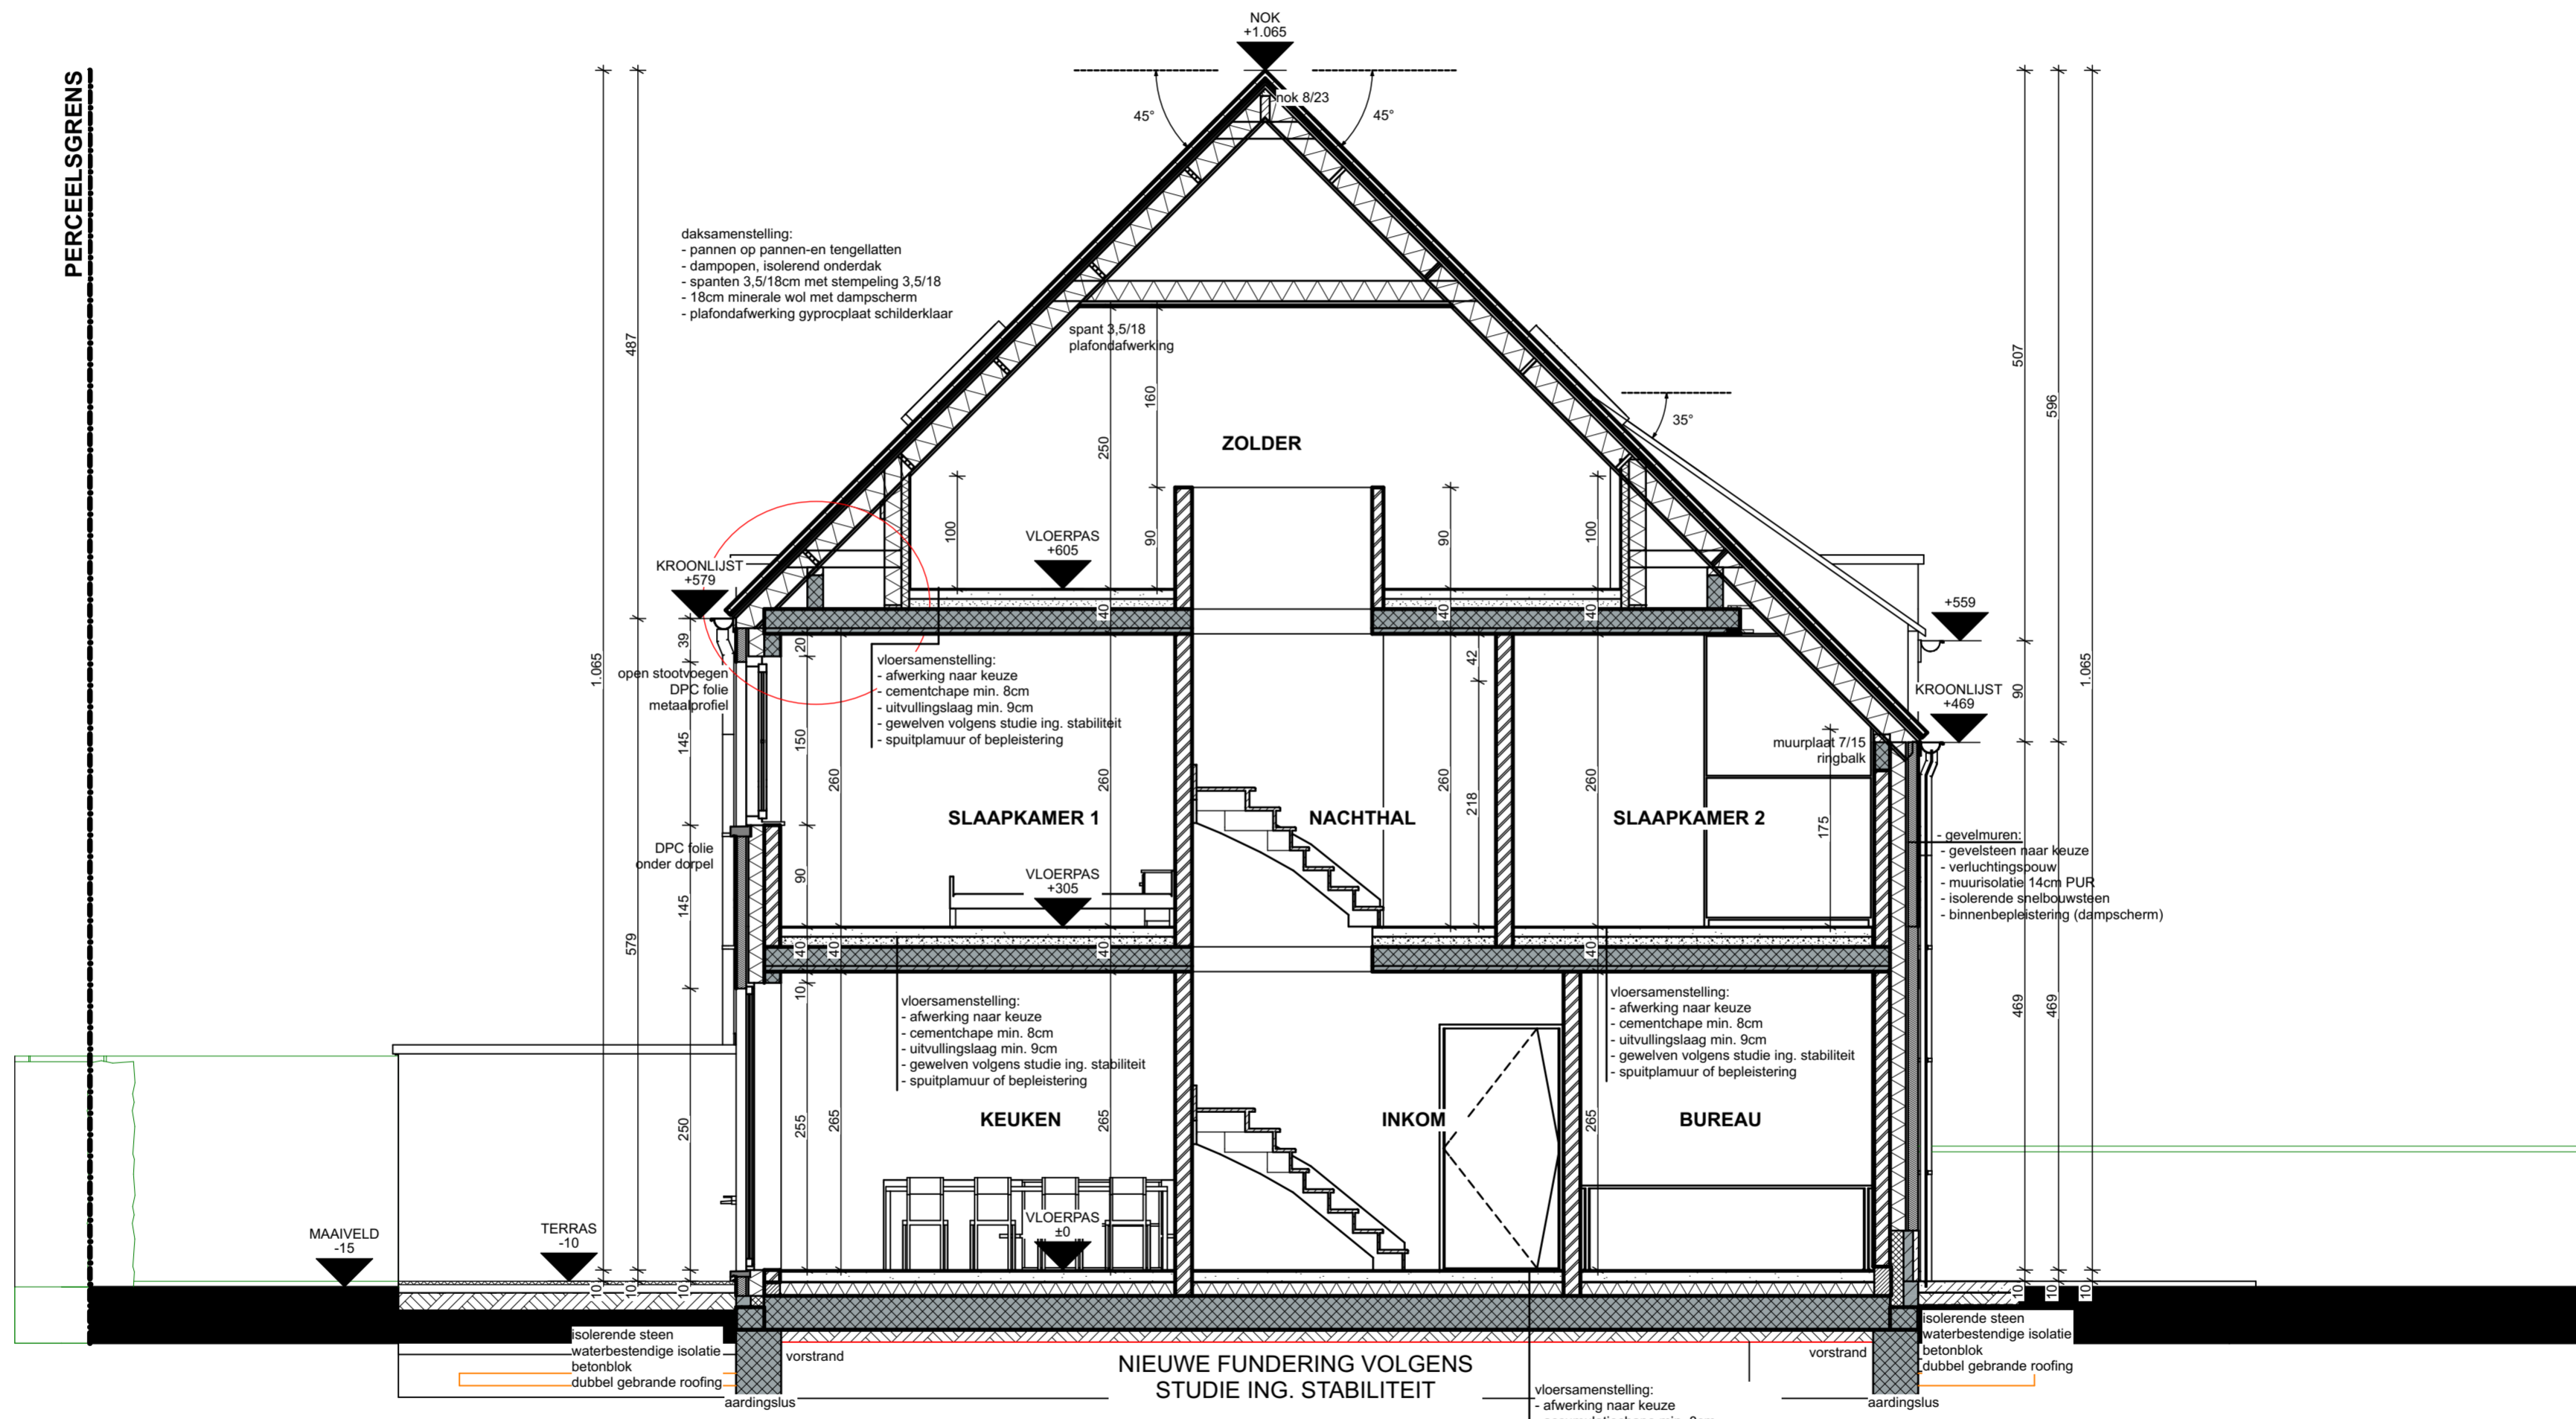 NOK
+1.065
PERCEELSGRENS
45°
nok 8/23
45°
daksamenstelling:
- pannen op pannen-en tengellatten
- dampopen, isolerend onderdak
- spanten 3,5/18cm met stempeling 3,5/18
- 18cm minerale wol met dampscherm
- plafondafwerking gyprocplaat schilderklaar
spant 3,5/18
plafondafwerking
487
507
596
160
250
35°
ZOLDER
100
90
90
100
VLOERPAS
+605
KROONLIJST
+579
+559
KROONLIJST
+469
40
40
40
39
20
42
1.065
1.065
90
open stootvoegen
DPC folie
metaalprofiel
vloersamenstelling:
- afwerking naar keuze
- cementchape min. 8cm
- uitvullingslaag min. 9cm
- gewelven volgens studie ing. stabiliteit
- spuitplamuur of bepleistering
muurplaat 7/15
ringbalk
145
150
260
260
260
218
260
175
SLAAPKAMER 1
NACHTHAL
SLAAPKAMER 2
- gevelmuren:
- gevelsteen naar keuze
- verluchtingspouw
- muurisolatie 14cm PUR
- isolerende snelbouwsteen
- binnenbepleistering (dampscherm)
DPC folie
onder dorpel
90
145
VLOERPAS
+305
579
40
40
40
40
10
469
469
vloersamenstelling:
- afwerking naar keuze
- cementchape min. 8cm
- uitvullingslaag min. 9cm
- gewelven volgens studie ing. stabiliteit
- spuitplamuur of bepleistering
vloersamenstelling:
- afwerking naar keuze
- cementchape min. 8cm
- uitvullingslaag min. 9cm
- gewelven volgens studie ing. stabiliteit
- spuitplamuur of bepleistering
250
255
265
265
265
KEUKEN
INKOM
BUREAU
VLOERPAS
±0
MAAIVELD
-15
TERRAS
-10
10
10
10
10
10
10
isolerende steen
waterbestendige isolatie
betonblok
dubbel gebrande roofing
vorstrand
aardingslus
NIEUWE FUNDERING VOLGENS
STUDIE ING. STABILITEIT
vorstrand
isolerende steen
waterbestendige isolatie
betonblok
dubbel gebrande roofing
aardingslus
vloersamenstelling:
- afwerking naar keuze